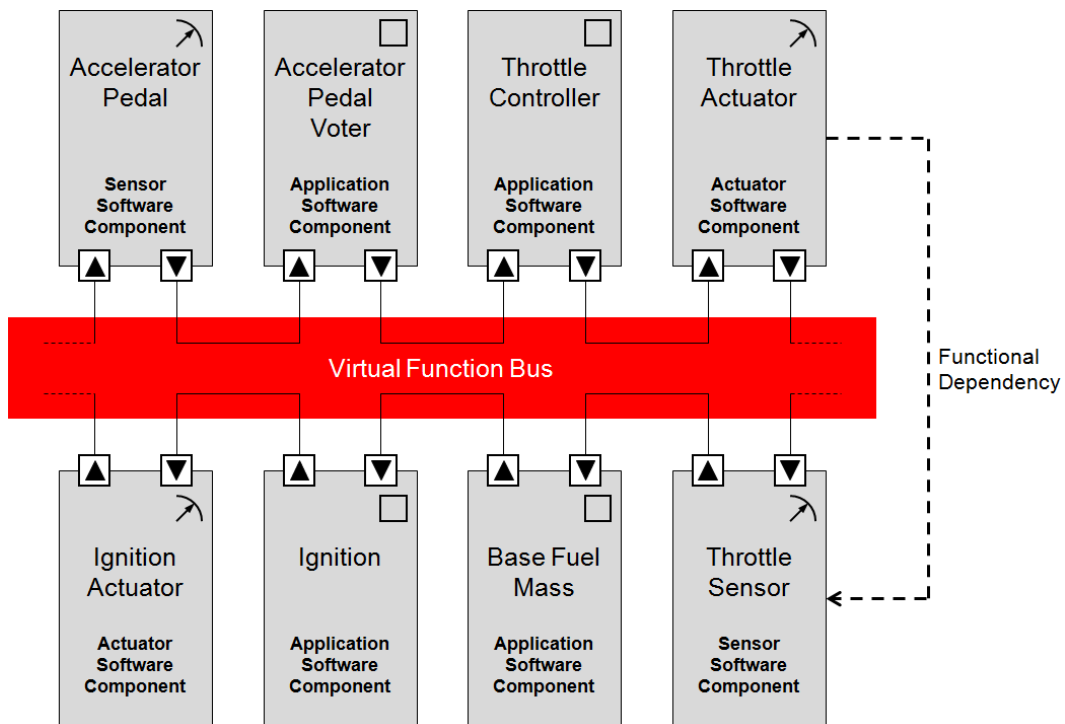 Accelerator
Pedal
Sensor
Software
Component
Accelerator
Pedal
Voter
Application
Software
Component
Throttle
Controller
Application
Software
Component
Throttle
Actuator
Actuator
Software
Component
Virtual Function Bus
Functional
Dependency
Ignition
Actuator
Actuator
Software
Component
Ignition
Application
Software
Component
Base Fuel
Mass
Application
Software
Component
Throttle
Sensor
Sensor
Software
Component